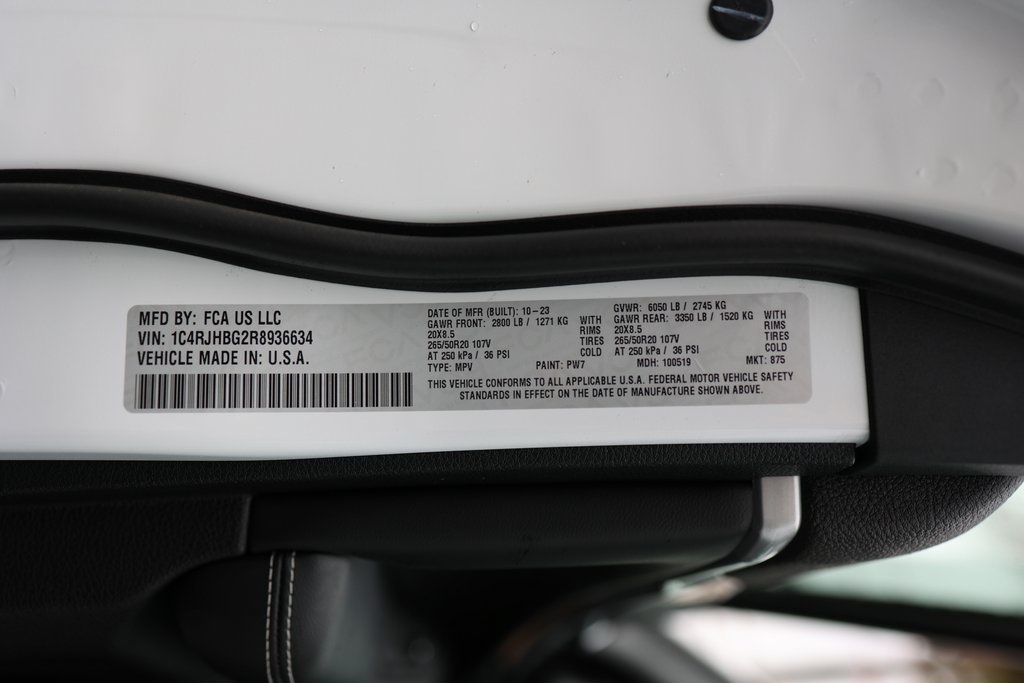 MFD BY: FCA US LLC
VIN: 1C4RJHBG2R8936634
VEHICLE MADE IN: U.S.A.
DATE OF MFR (BUILT): 10-23
GAWR FRONT: 2800 LB / 1271 KG WITH
20X8.5 RIMS
265/50R20 107V TIRES
AT 250 kPa / 36 PSI COLD
GVWR: 6050 LB / 2745 KG
GAWR REAR: 3350 LB / 1520 KG WITH
20X8.5 RIMS
265/50R20 107V TIRES
AT 250 kPa / 36 PSI COLD
TYPE: MPV PAINT: PW7 MDH: 100519 MKT: 875
THIS VEHICLE CONFORMS TO ALL APPLICABLE U.S.A. FEDERAL MOTOR VEHICLE SAFETY
STANDARDS IN EFFECT ON THE DATE OF MANUFACTURE SHOWN ABOVE.